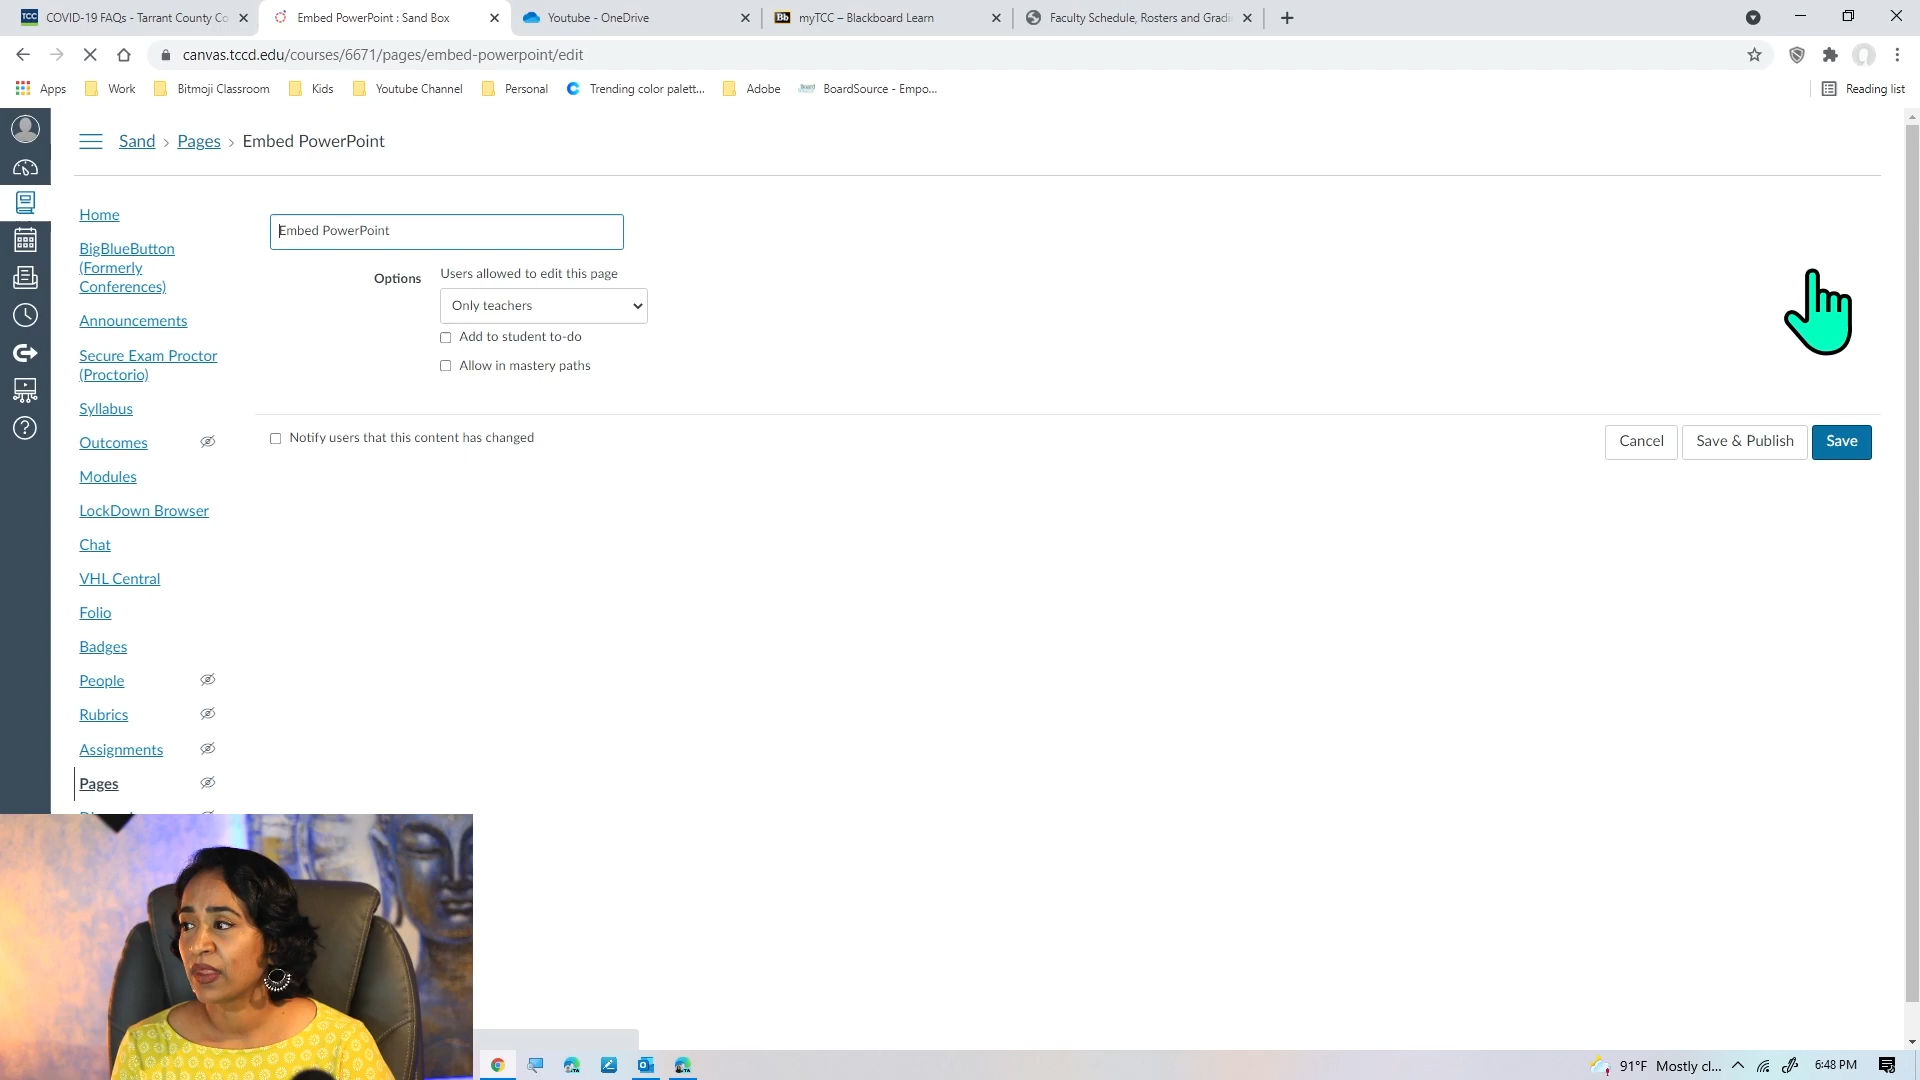 TCC COVID-19 FAQs - Tarrant County Co
Embed PowerPoint : Sand Box
Youtube - OneDrive
Bb myTCC – Blackboard Learn
Faculty Schedule, Rosters and Gradi
canvas.tccd.edu/courses/6671/pages/embed-powerpoint/edit
Apps
Work
Bitmoji Classroom
Kids
Youtube Channel
Personal
Trending color palett...
Adobe
BoardSource - Empo...
Reading list
Sand > Pages > Embed PowerPoint
Home
BigBlueButton
(Formerly
Conferences)
Announcements
Secure Exam Proctor
(Proctorio)
Syllabus
Outcomes
Modules
LockDown Browser
Chat
VHL Central
Folio
Badges
People
Rubrics
Assignments
Pages
Embed PowerPoint
Options
Users allowed to edit this page
Only teachers
Add to student to-do
Allow in mastery paths
Notify users that this content has changed
Cancel
Save & Publish
Save
91°F Mostly cl...
6:48 PM